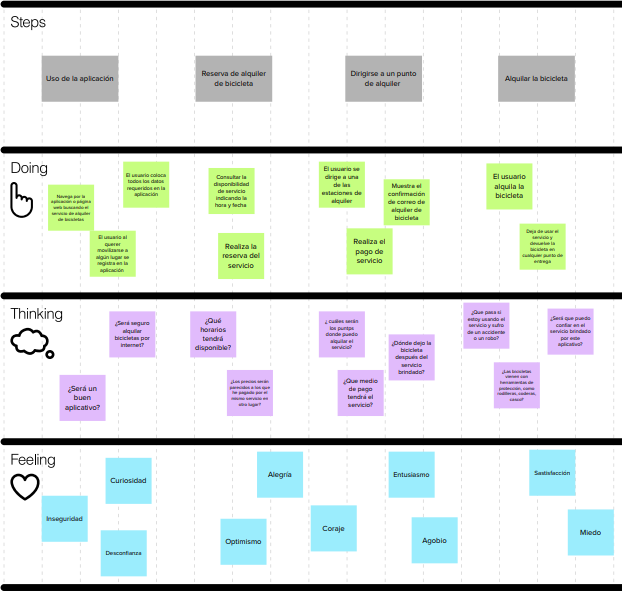 Steps
Uso de la aplicación
Reserva de alquiler
de bicicleta
Dirigirse a un punto
de alquiler
Alquilar la bicicleta
Doing
Navega por la
aplicación o página
web buscando el
servicio de alquiler
de bicicletas
El usuario coloca
todos los datos
requeridos en la
aplicación
El usuario al
querer
movilizarse a
algún lugar se
registra en la
aplicación
Consultar la
disponibilidad
de servicio
indicando la
hora y fecha
Realiza la
reserva del
servicio
El usuario se
dirige a una
de las
estaciones de
alquiler
Muestra el
confirmación
de correo de
alquiler de
bicicleta
Realiza el
pago de
servicio
El usuario
alquila la
bicicleta
Deja de usar el
servicio y
devuelve la
bicicleta en
cualquier punto de
entrega
Thinking
¿Será seguro
alquilar
bicicletas por
internet?
¿Será un
buen
aplicativo?
¿Qué
horarios
tendrá
disponible?
¿Los precios serán
parecidos a los que
he pagado por el
mismo servicio en
otro lugar?
¿ cuáles serán
los puntos
donde puedo
alquilar el
servicio?
¿Dónde dejo la
bicicleta
después del
servicio
brindado?
¿Que medio
de pago
tendrá el
servicio?
¿Que pasa si
estoy usando el
servicio y sufro
de un accidente
o un robo?
¿Será que puedo
confiar en el
servicio brindado
por este
aplicativo?
¿Las bicicletas
vienen con
herramientas de
protección, como
rodilleras, coderas,
casco?
Feeling
Curiosidad
Inseguridad
Desconfianza
Alegría
Optimismo
Coraje
Entusiasmo
Agobio
Sastisfacción
Miedo